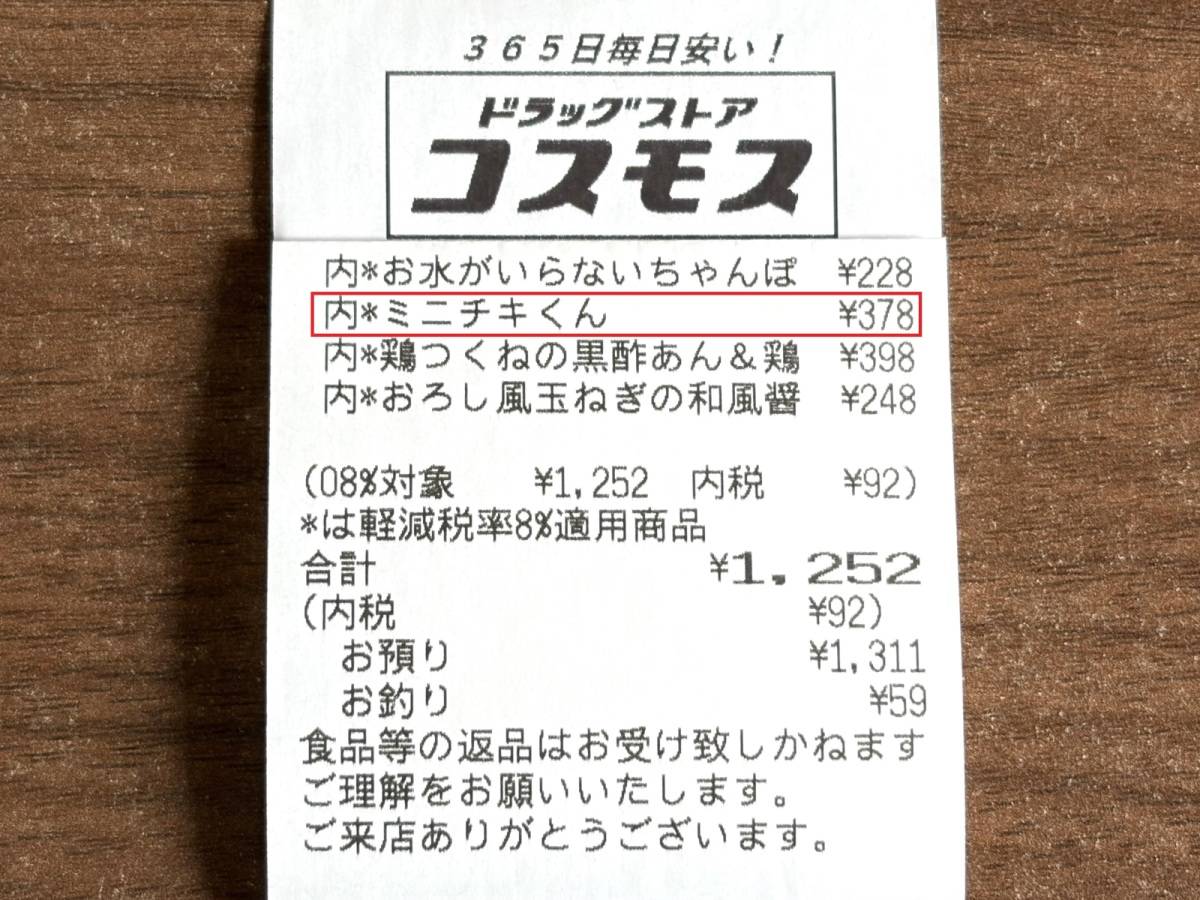 365日毎日安い!
ドラッグストア
コスモス
内*お水がいらないちゃんぽ ¥228
内*ミニチキくん ¥378
内*鶏つくねの黒酢あん&鶏 ¥398
内*おろし風玉ねぎの和風醤 ¥248
(08%対象 ¥1,252 内税 ¥92)
*は軽減税率8%適用商品
合計 ¥1,252
(内税 ¥92)
お預り ¥1,311
お釣り ¥59
食品等の返品はお受け致しかねます
ご理解をお願いいたします。
ご来店ありがとうございます。